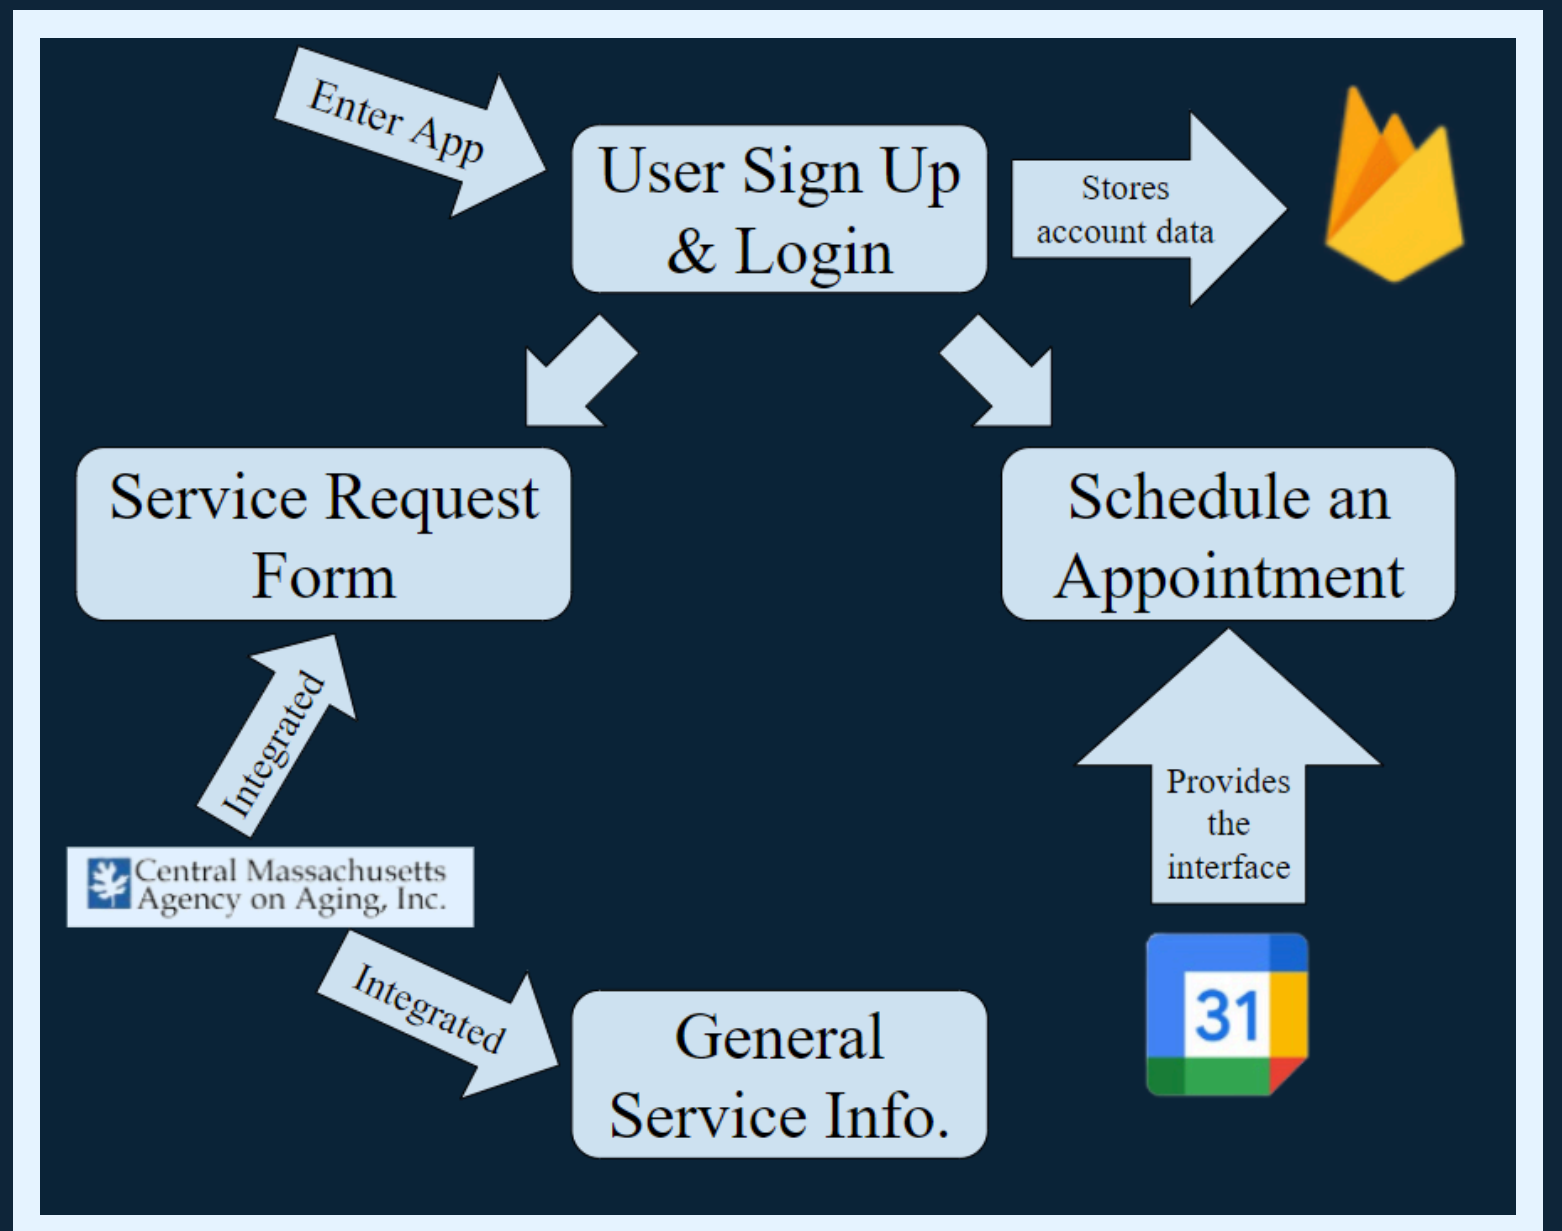 Enter App
User Sign Up
& Login
Stores
account data
Service Request
Form
Schedule an
Appointment
Integrated
Provides
the
interface
Central Massachusetts
Agency on Aging, Inc.
Integrated
General
Service Info.
31